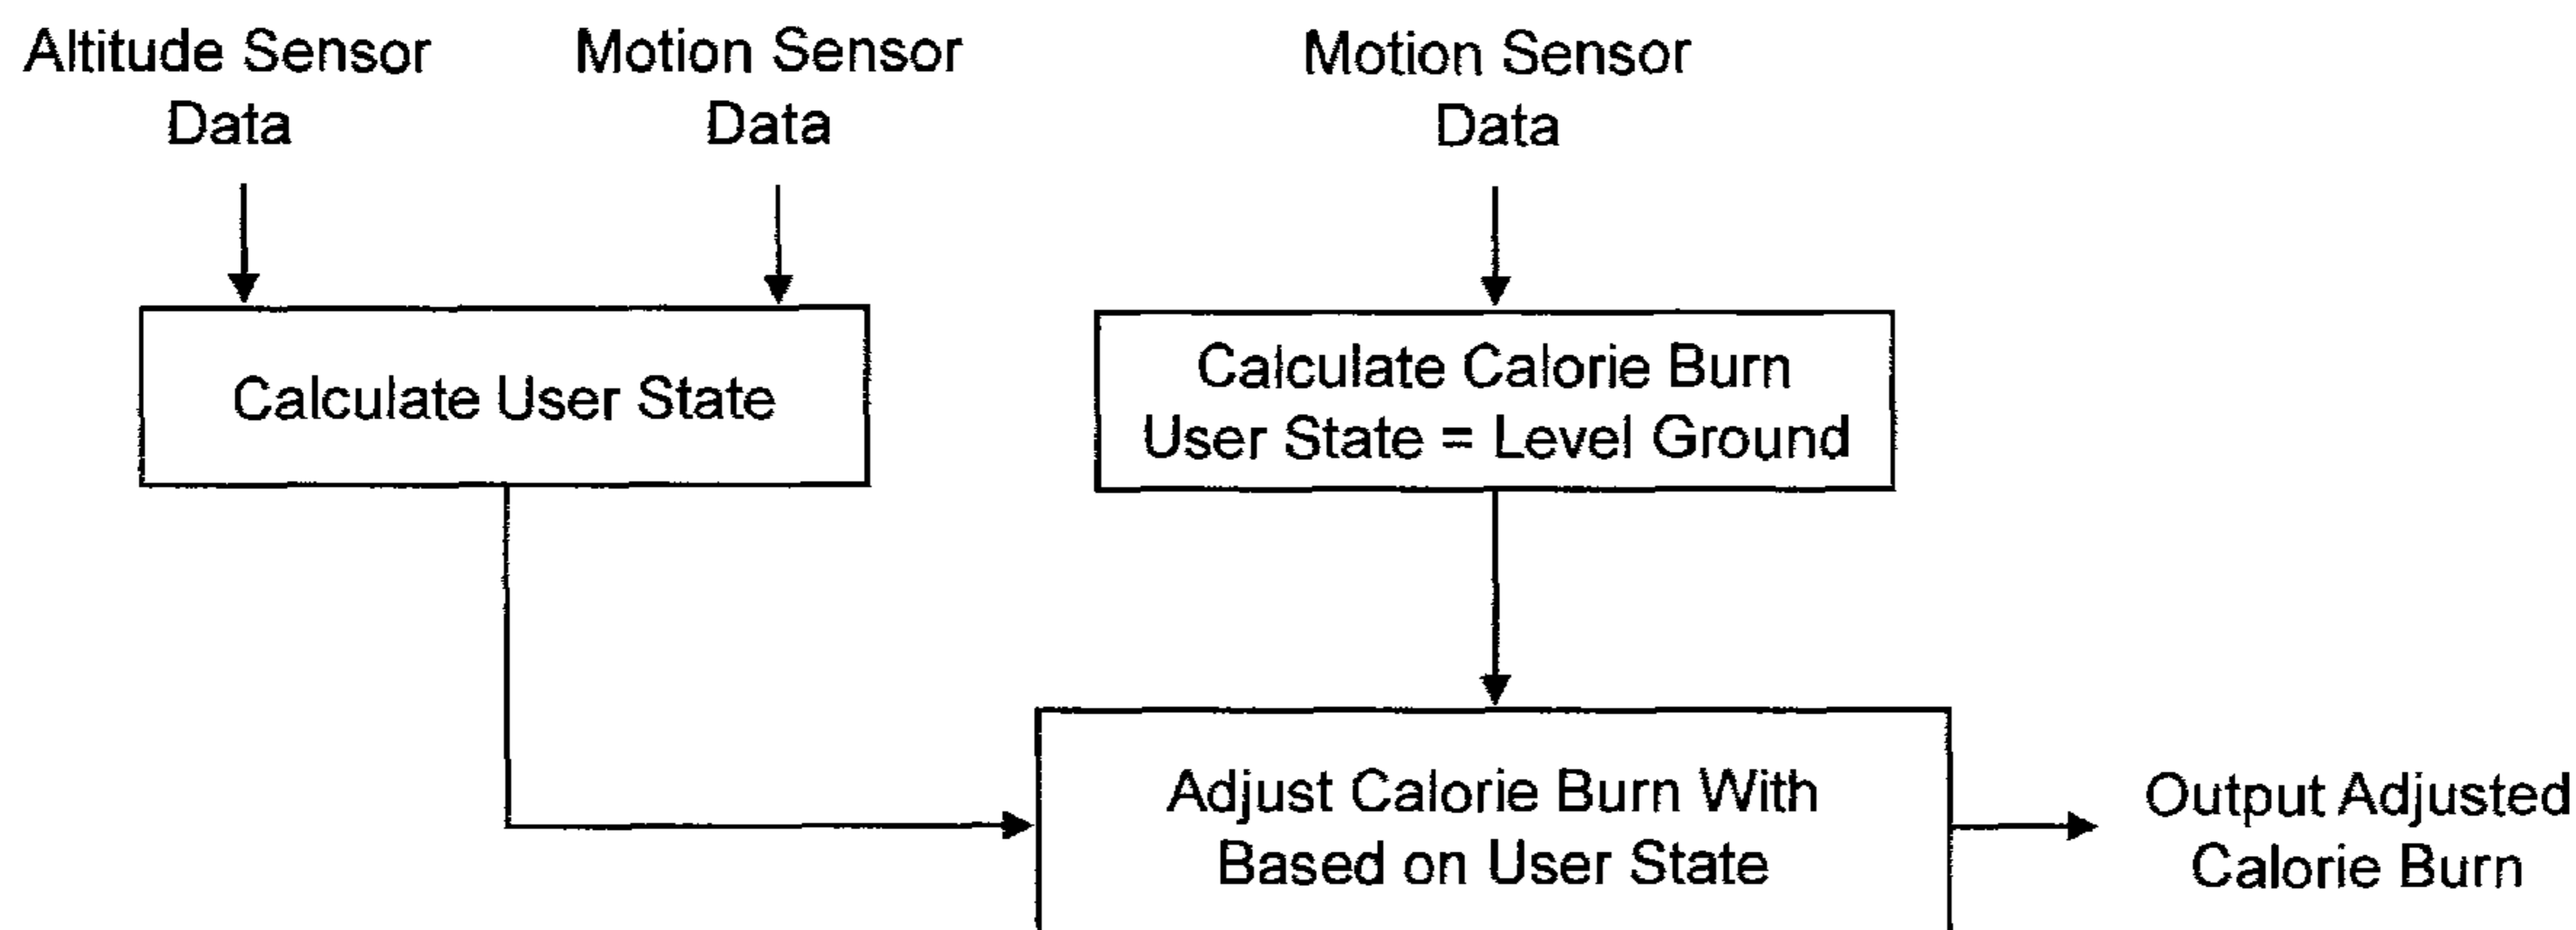 Altitude Sensor
Data
Motion Sensor
Data
Motion Sensor
Data
Calculate User State
Calculate Calorie Burn
User State = Level Ground
Adjust Calorie Burn With
Based on User State
Output Adjusted
Calorie Burn